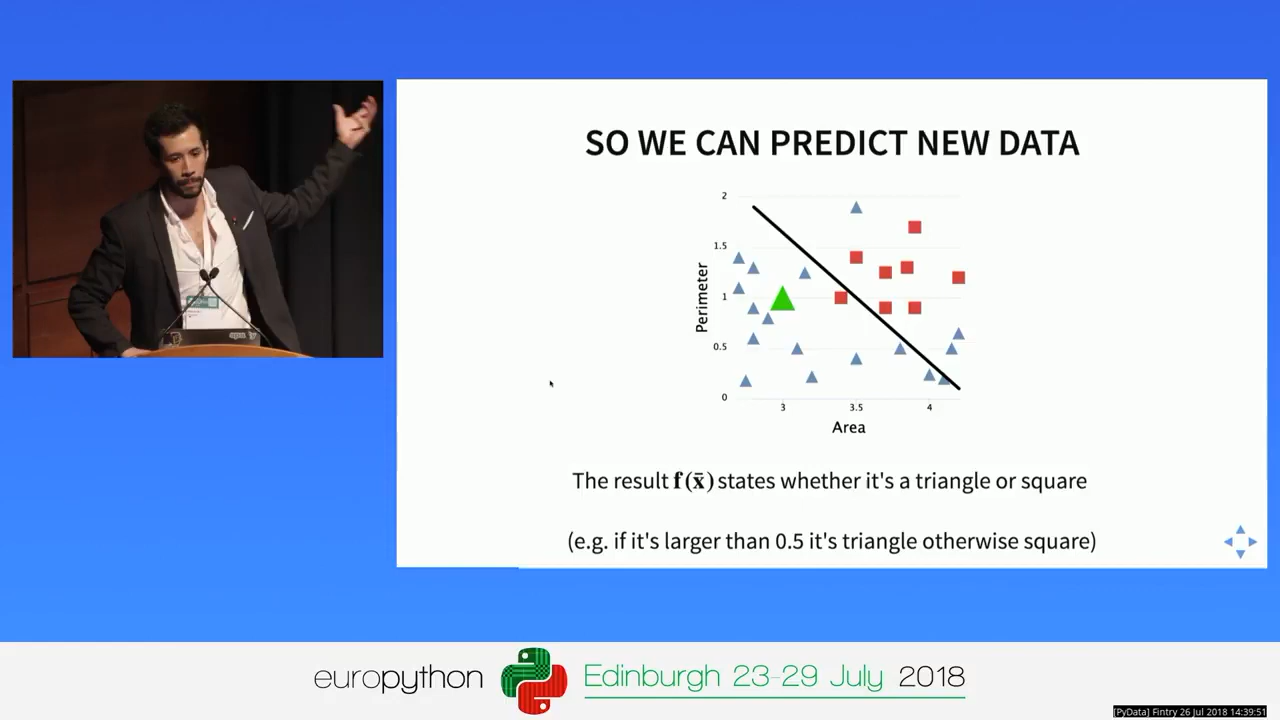 SO WE CAN PREDICT NEW DATA
2
1.5
1
0.5
0
Perimeter
3
3.5
4
Area
The result f(x̄) states whether it's a triangle or square
(e.g. if it's larger than 0.5 it's triangle otherwise square)
europython
Edinburgh 23-29 July 2018
[PyData] Fintry 26 Jul 2018 14:39:51